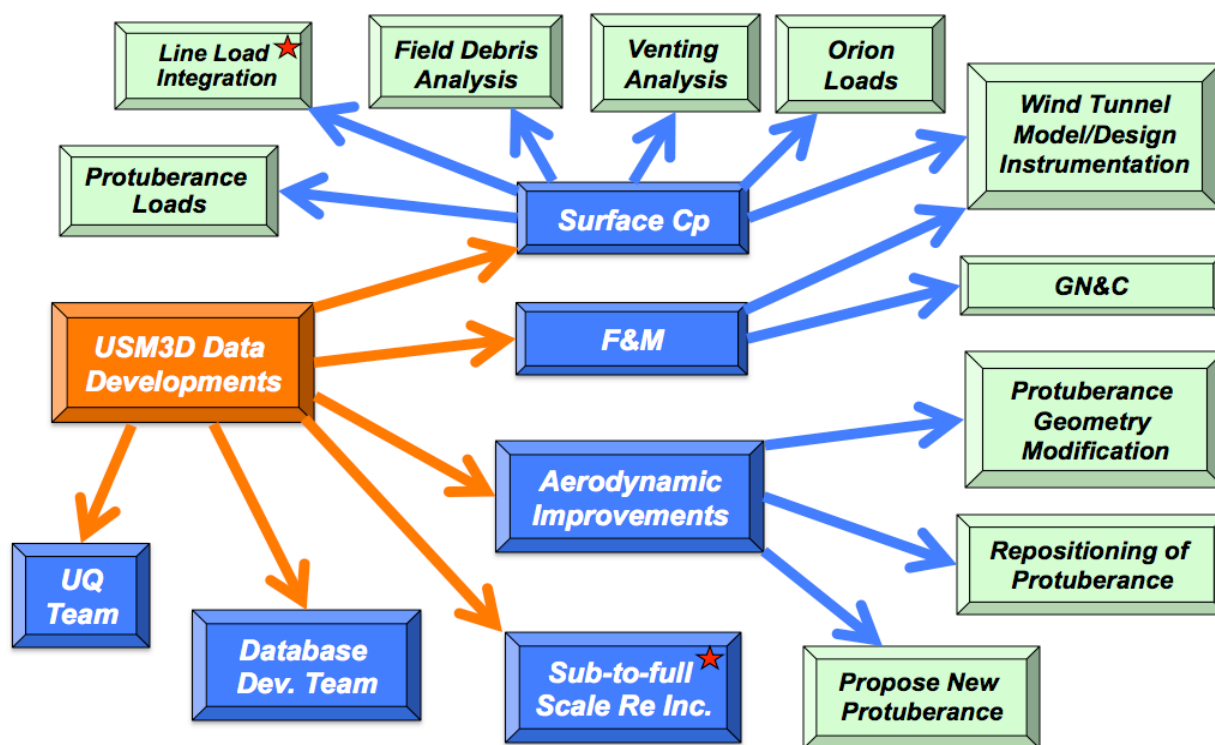 Line Load
Integration
Field Debris
Analysis
Venting
Analysis
Orion
Loads
Wind Tunnel
Model/Design
Instrumentation
Protuberance
Loads
Surface Cp
GN&C
USM3D Data
Developments
F&M
Protuberance
Geometry
Modification
Aerodynamic
Improvements
Repositioning of
Protuberance
UQ
Team
Database
Dev. Team
Sub-to-full
Scale Re Inc.
Propose New
Protuberance